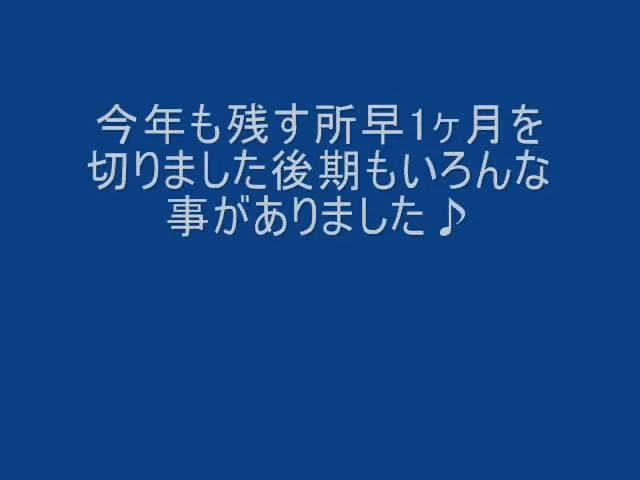 今年も残す所早1ヶ月を
切りました後期もいろんな
事がありました♪